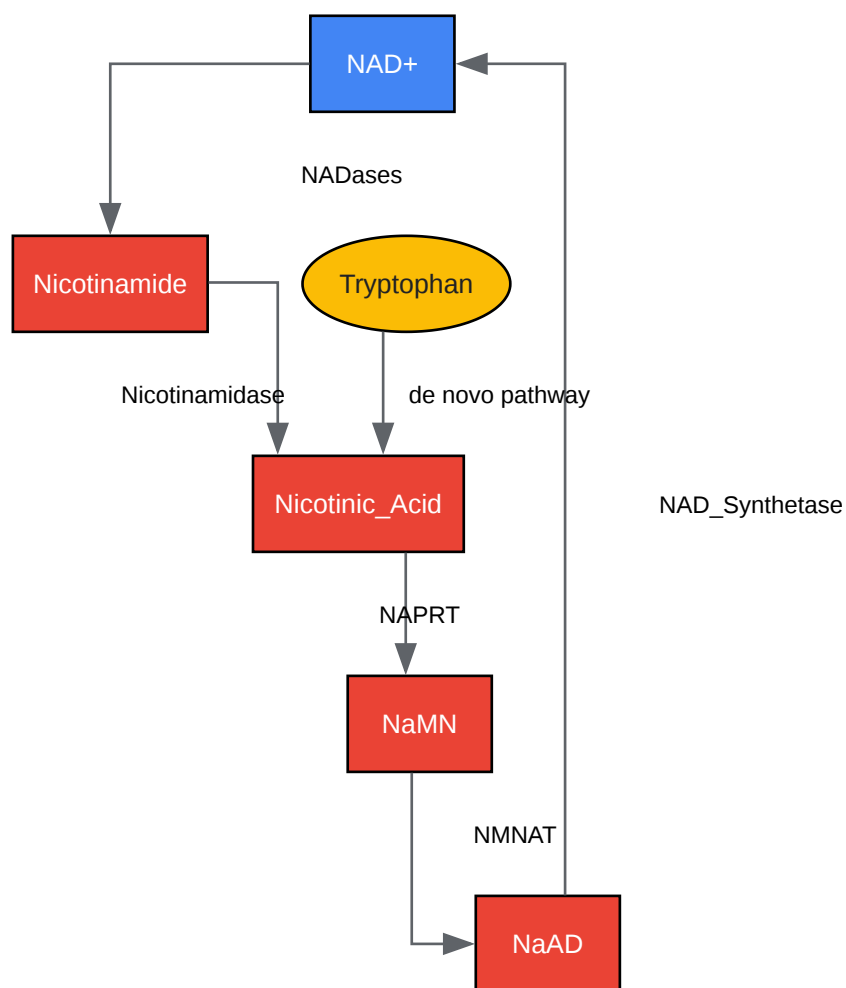 NAD+
NADases
Nicotinamide
Tryptophan
Nicotinamidase
de novo pathway
Nicotinic_Acid
NAD_Synthetase
NAPRT
NaMN
NMNAT
NaAD